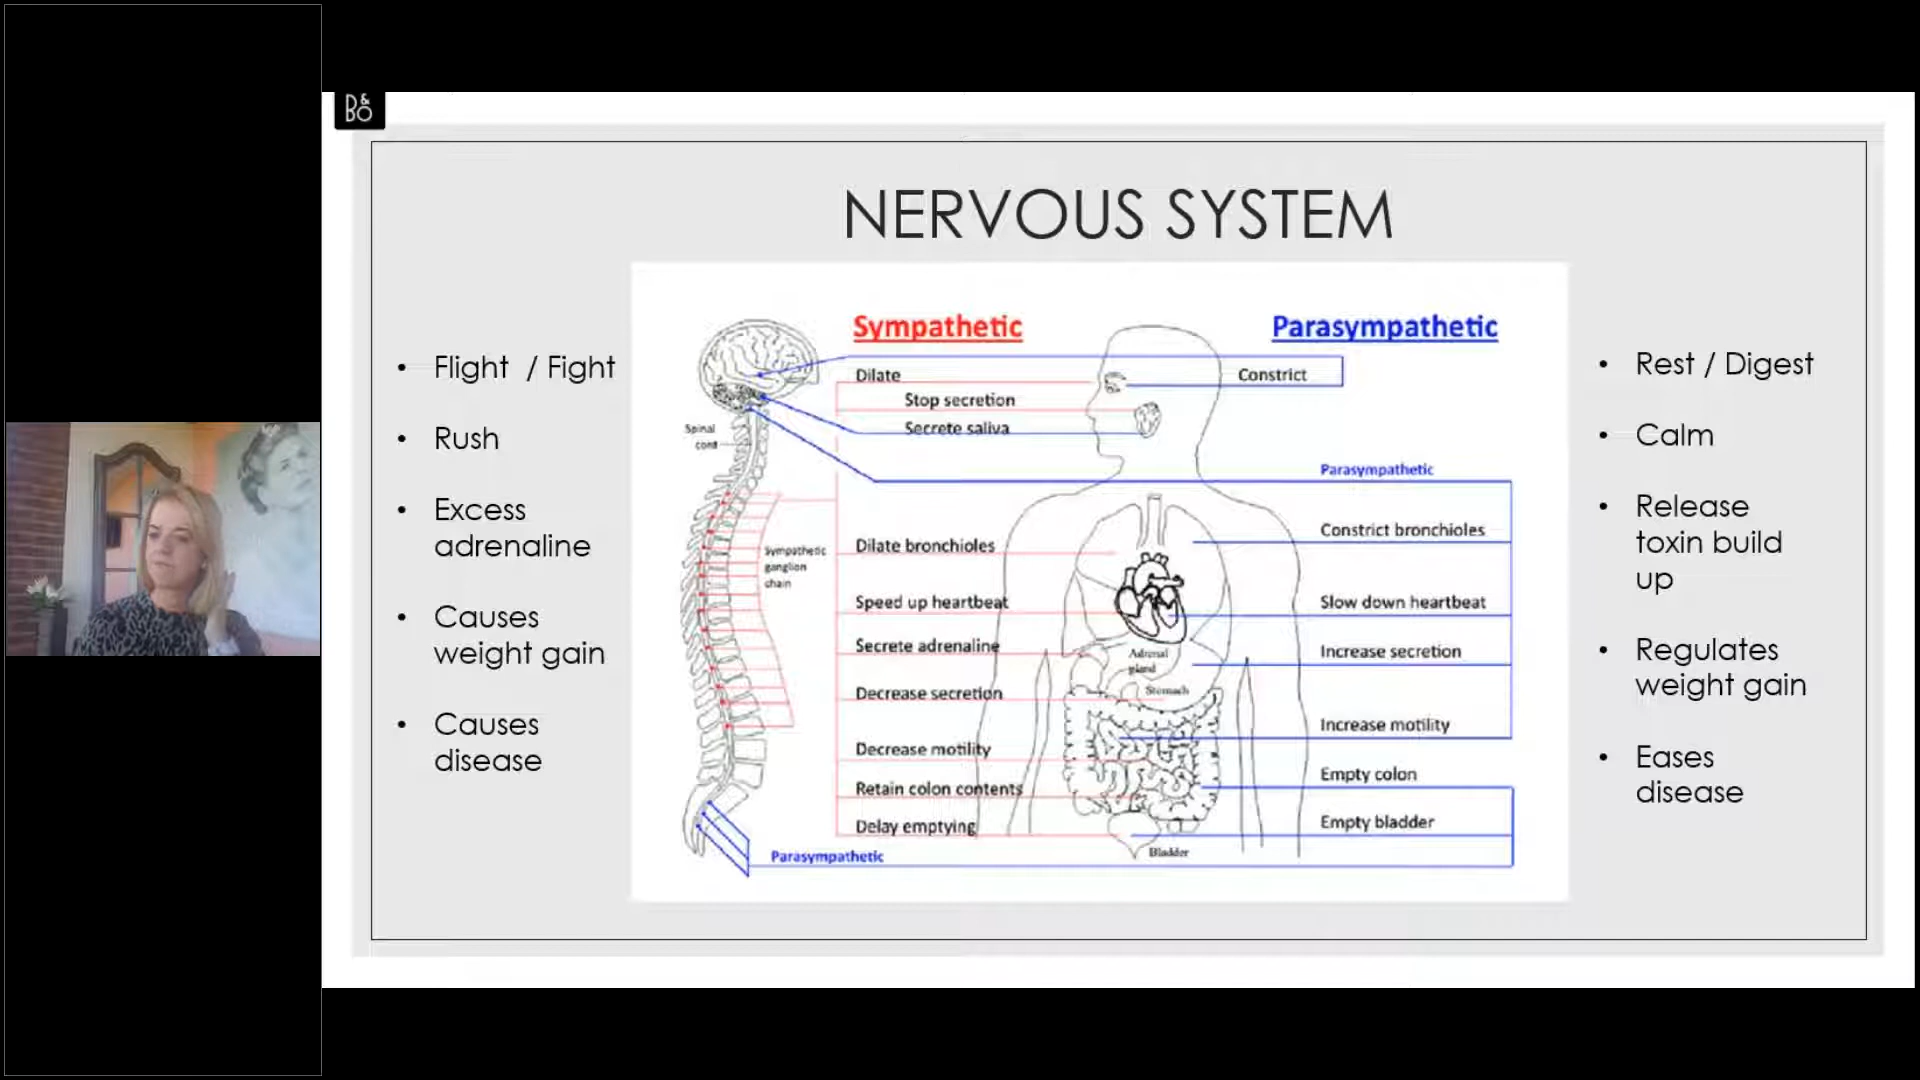 B&O
NERVOUS SYSTEM
• Flight / Fight
• Rush
• Excess
adrenaline
• Causes
weight gain
• Causes
disease
Sympathetic
Parasympathetic
Dilate
Constrict
Stop secretion
Secrete saliva
Spinal
cord
Parasympathetic
Sympathetic
ganglion
chain
Dilate bronchioles
Constrict bronchioles
Speed up heartbeat
Slow down heartbeat
Secrete adrenaline
Adrenal
gland
Increase secretion
Decrease secretion
Stomach
Increase motility
Decrease motility
Empty colon
Retain colon contents
Empty bladder
Delay emptying
Bladder
Parasympathetic
• Rest / Digest
• Calm
• Release
toxin build
up
• Regulates
weight gain
• Eases
disease